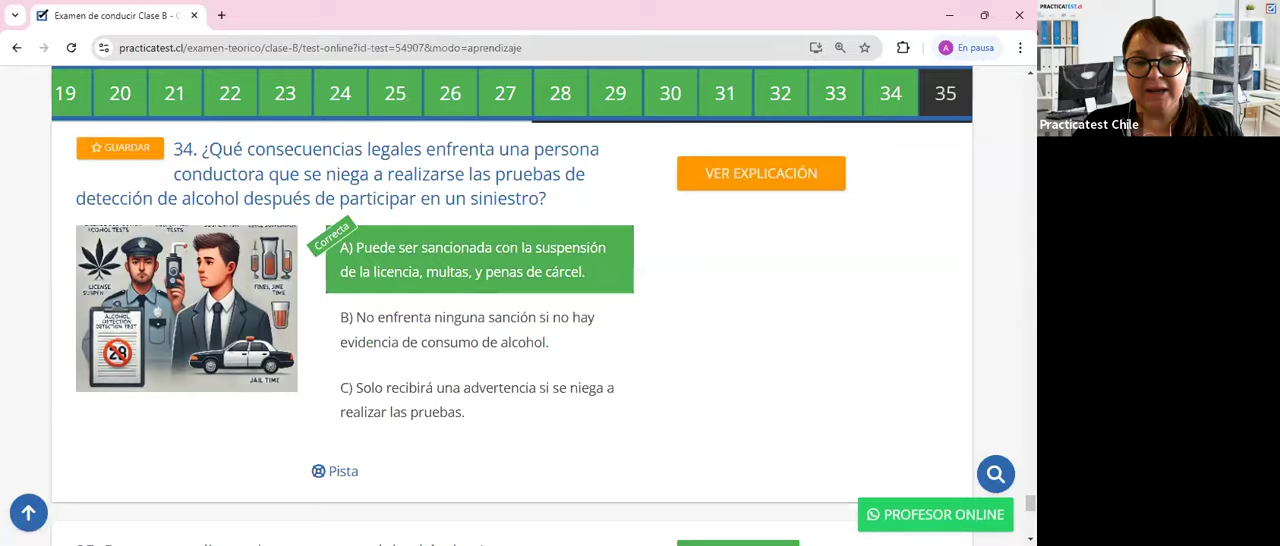 Examen de conducir Clase B - C
practicatest.cl/examen-teorico/clase-B/test-online?id-test=54907&modo=aprendizaje
A
En pausa
PRACTICATEST.cl
Practicatest Chile
19 20 21 22 23 24 25 26 27 28 29 30 31 32 33 34 35
GUARDAR
34. ¿Qué consecuencias legales enfrenta una persona
conductora que se niega a realizarse las pruebas de
detección de alcohol después de participar en un siniestro?
VER EXPLICACIÓN
ALCOHOL TESTS
LICENSE
SUSPEN
ALCOHOL
DETECTION
DETECTION TEST
FINES, JINE
TIME
JAIL TIME
Correcta
A) Puede ser sancionada con la suspensión
de la licencia, multas, y penas de cárcel.
B) No enfrenta ninguna sanción si no hay
evidencia de consumo de alcohol.
C) Solo recibirá una advertencia si se niega a
realizar las pruebas.
Pista
PROFESOR ONLINE